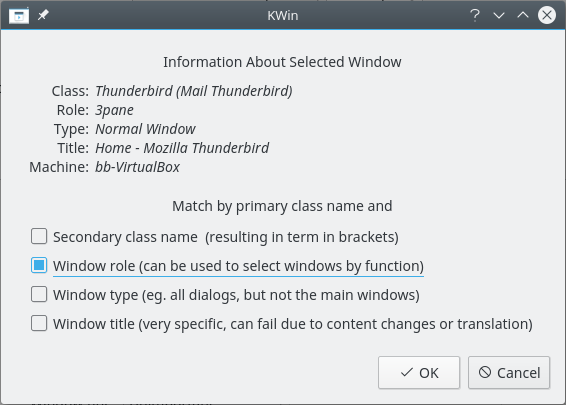 KWin
Information About Selected Window
Class: Thunderbird (Mail Thunderbird)
Role: 3pane
Type: Normal Window
Title: Home - Mozilla Thunderbird
Machine: bb-VirtualBox
Match by primary class name and
Secondary class name (resulting in term in brackets)
Window role (can be used to select windows by function)
Window type (eg. all dialogs, but not the main windows)
Window title (very specific, can fail due to content changes or translation)
OK Cancel